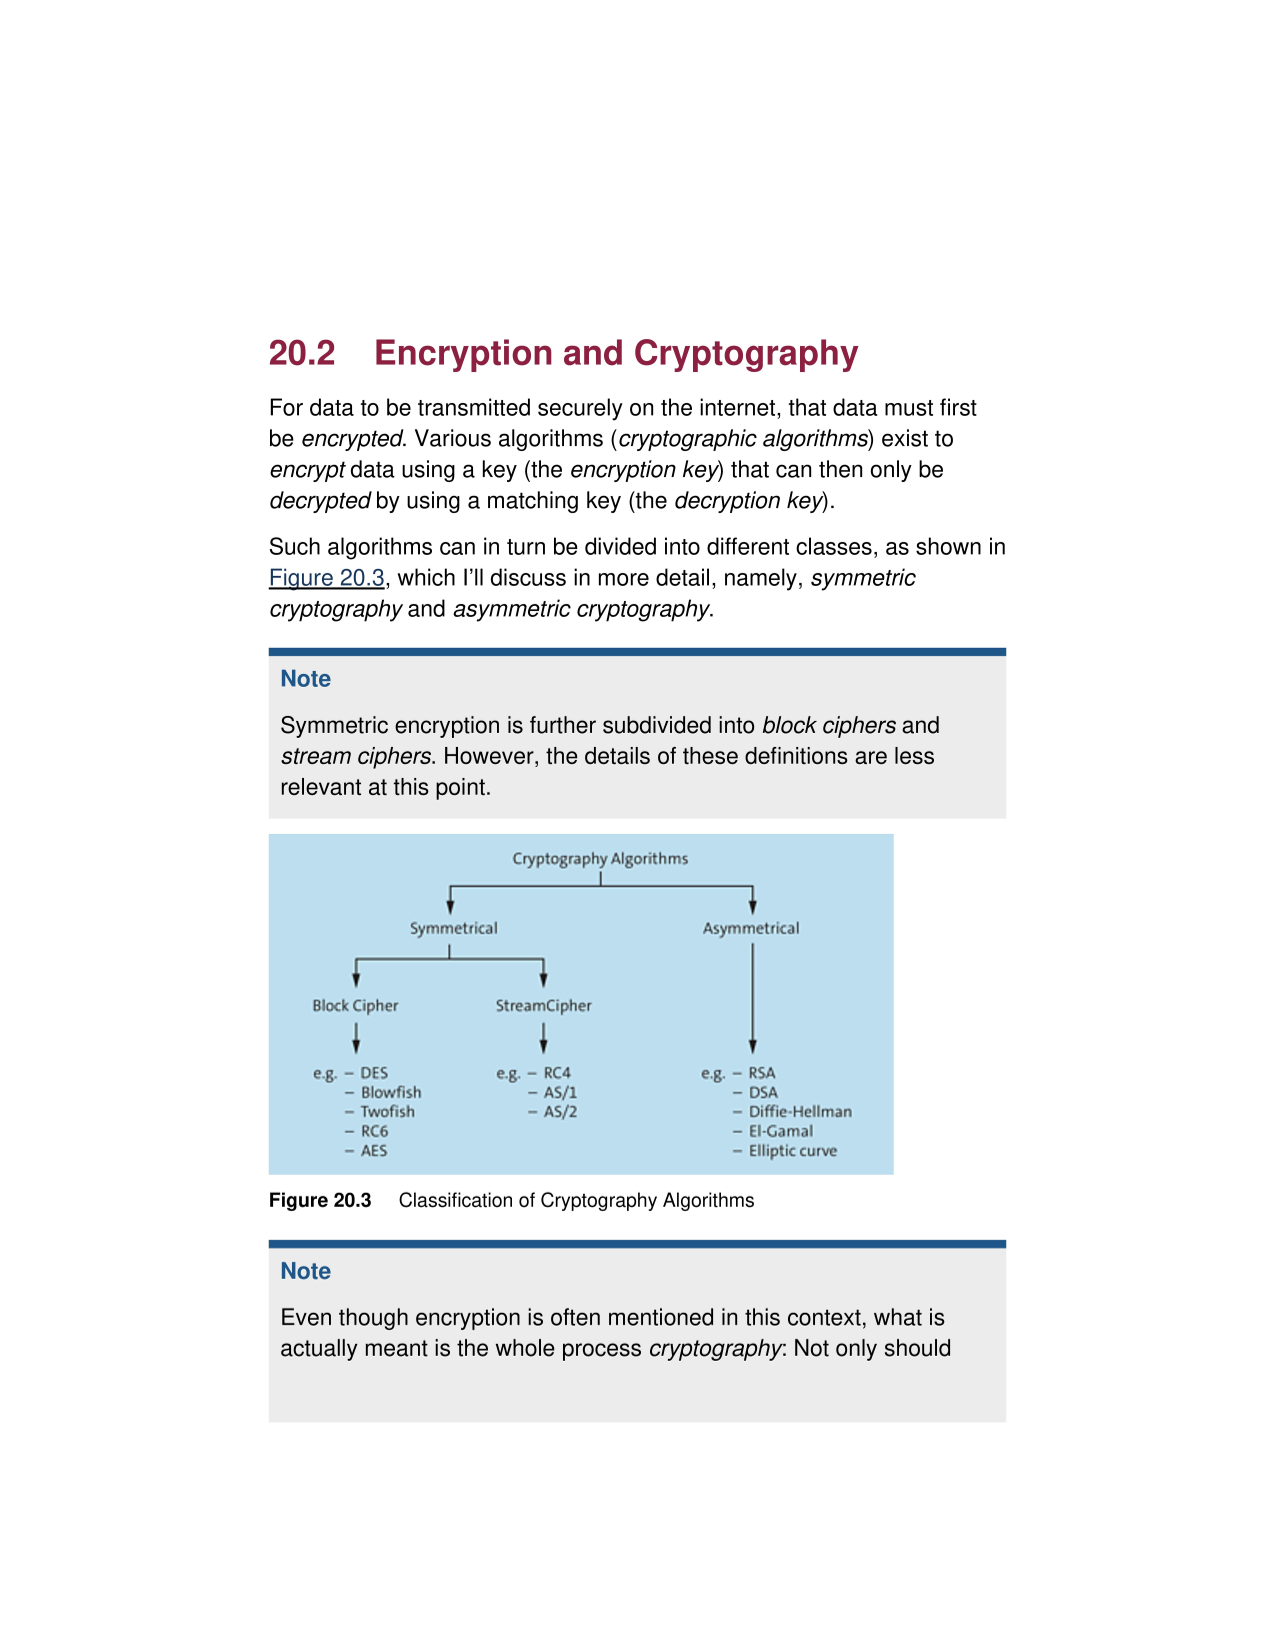 20.2 Encryption and Cryptography
For data to be transmitted securely on the internet, that data must first
be encrypted. Various algorithms (cryptographic algorithms) exist to
encrypt data using a key (the encryption key) that can then only be
decrypted by using a matching key (the decryption key).
Such algorithms can in turn be divided into different classes, as shown in
Figure 20.3, which I'll discuss in more detail, namely, symmetric
cryptography and asymmetric cryptography.
Note
Symmetric encryption is further subdivided into block ciphers and
stream ciphers. However, the details of these definitions are less
relevant at this point.
Cryptography Algorithms
Symmetrical Asymmetrical
Block Cipher StreamCipher
e.g. – DES e.g. – RC4 e.g. – RSA
– Blowfish – AS/1 – DSA
– Twofish – AS/2 – Diffie-Hellman
– RC6 – El-Gamal
– AES – Elliptic curve
Figure 20.3 Classification of Cryptography Algorithms
Note
Even though encryption is often mentioned in this context, what is
actually meant is the whole process cryptography: Not only should